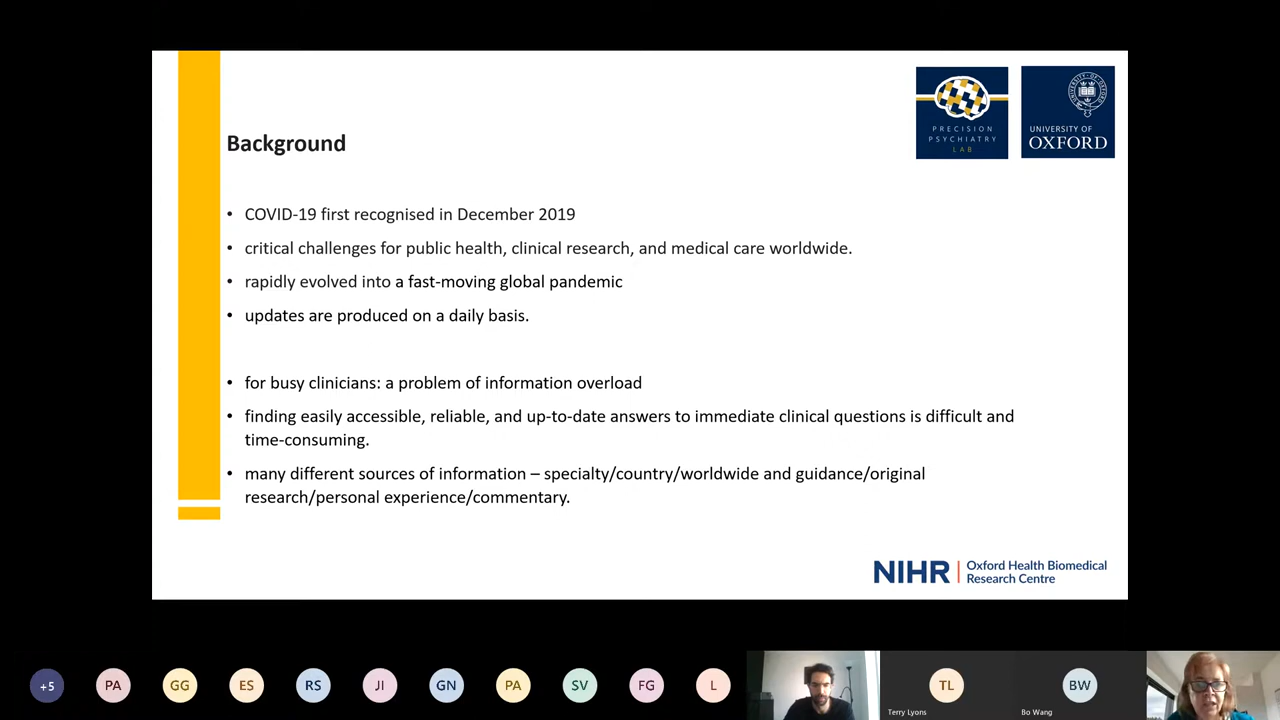 PRECISION
PSYCHIATRY
LAB
UNIVERSITY OF
OXFORD
Background
• COVID-19 first recognised in December 2019
• critical challenges for public health, clinical research, and medical care worldwide.
• rapidly evolved into a fast-moving global pandemic
• updates are produced on a daily basis.
• for busy clinicians: a problem of information overload
• finding easily accessible, reliable, and up-to-date answers to immediate clinical questions is difficult and
time-consuming.
• many different sources of information – specialty/country/worldwide and guidance/original
research/personal experience/commentary.
NIHR | Oxford Health Biomedical
Research Centre
+5 PA GG ES RS JI GN PA SV FG L TL BW
Terry Lyons Bo Wang